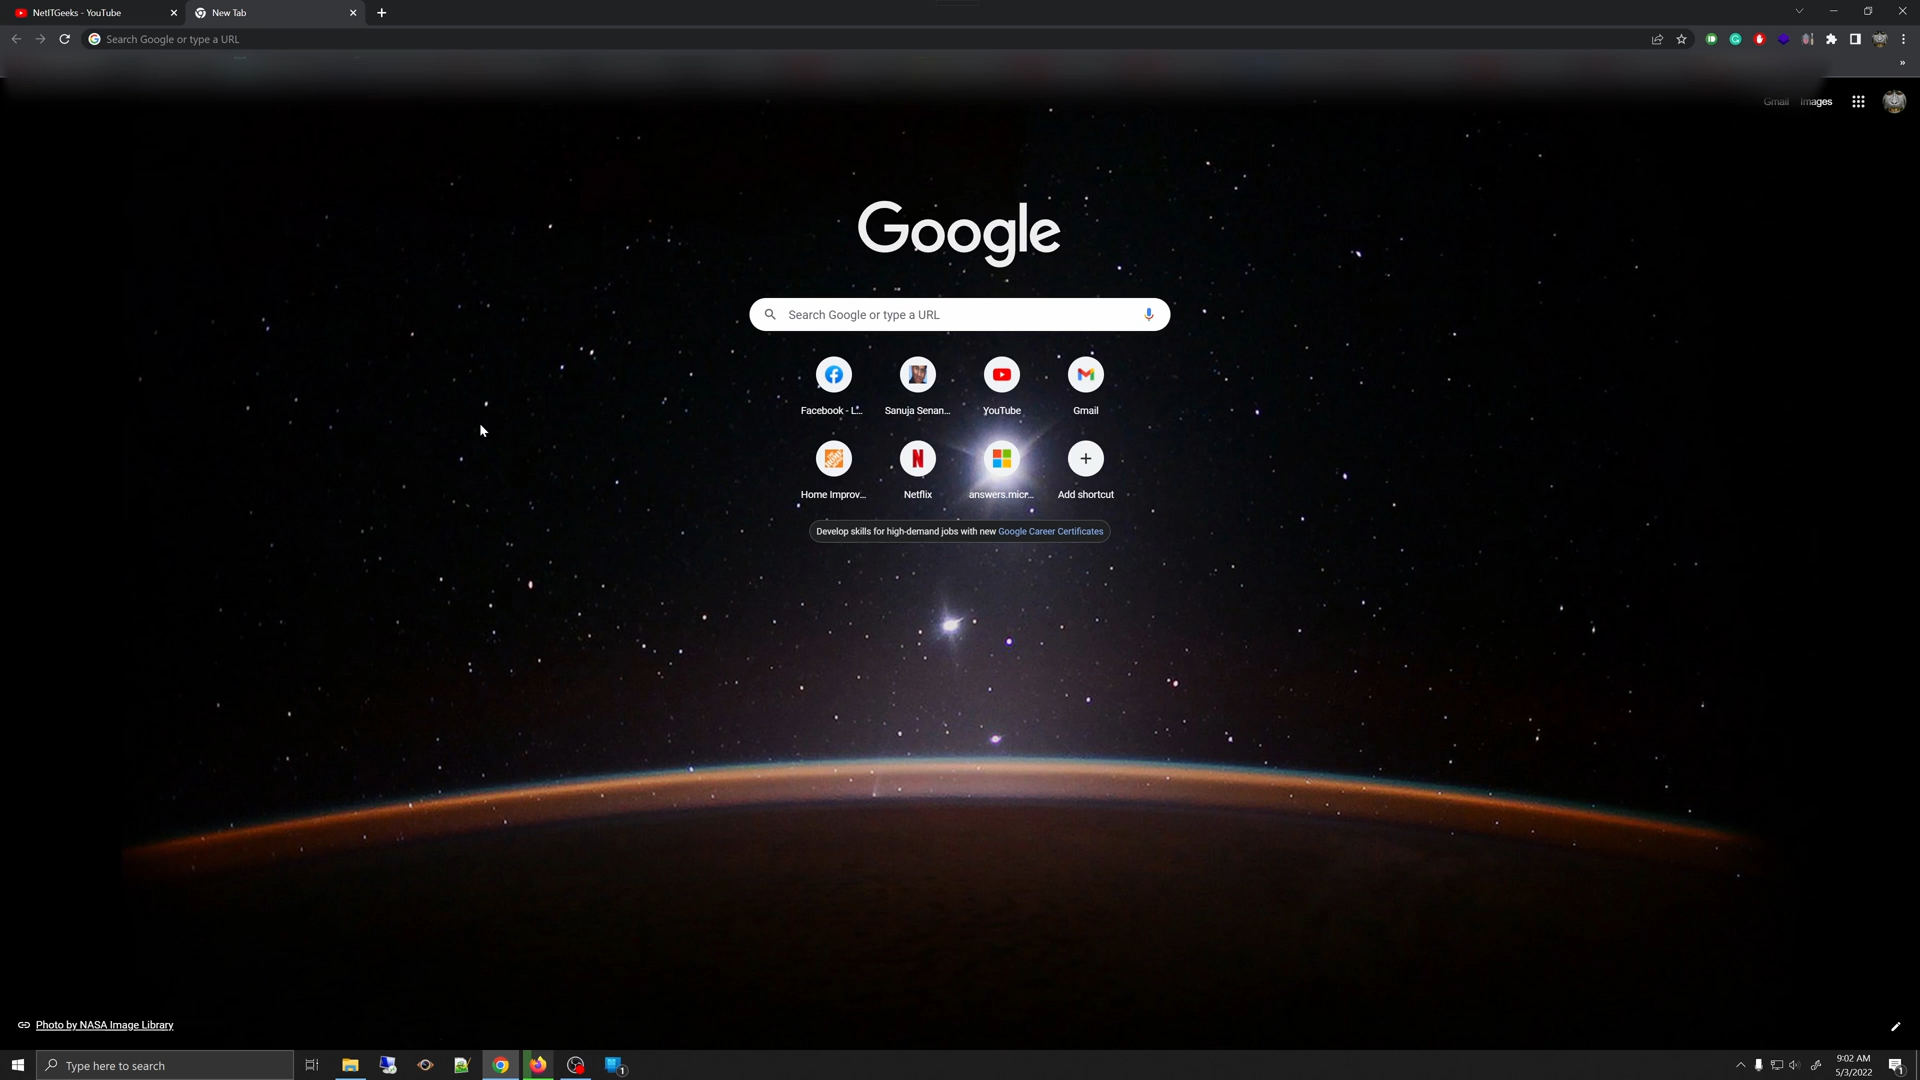 NetITGeeks - YouTube
New Tab
Search Google or type a URL
Gmail Images
Google
Search Google or type a URL
Facebook - L...
Sanuja Senan...
YouTube
Gmail
Home Improv...
Netflix
answers.micr...
Add shortcut
Develop skills for high-demand jobs with new Google Career Certificates
Photo by NASA Image Library
Type here to search
1
9:02 AM
5/3/2022
1